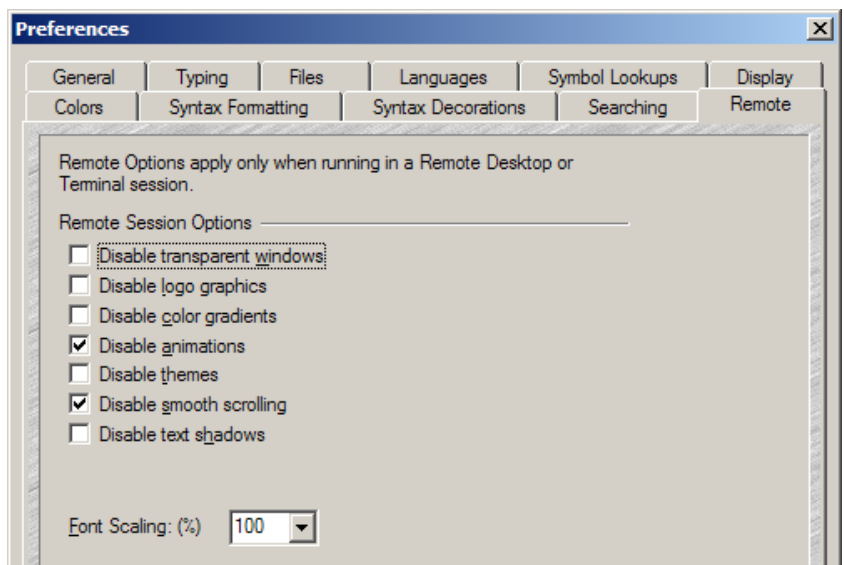 Preferences
General Typing Files Languages Symbol Lookups Display
Colors Syntax Formatting Syntax Decorations Searching Remote
Remote Options apply only when running in a Remote Desktop or
Terminal session.
Remote Session Options
Disable transparent windows
Disable logo graphics
Disable color gradients
Disable animations
Disable themes
Disable smooth scrolling
Disable text shadows
Font Scaling: (%) 100